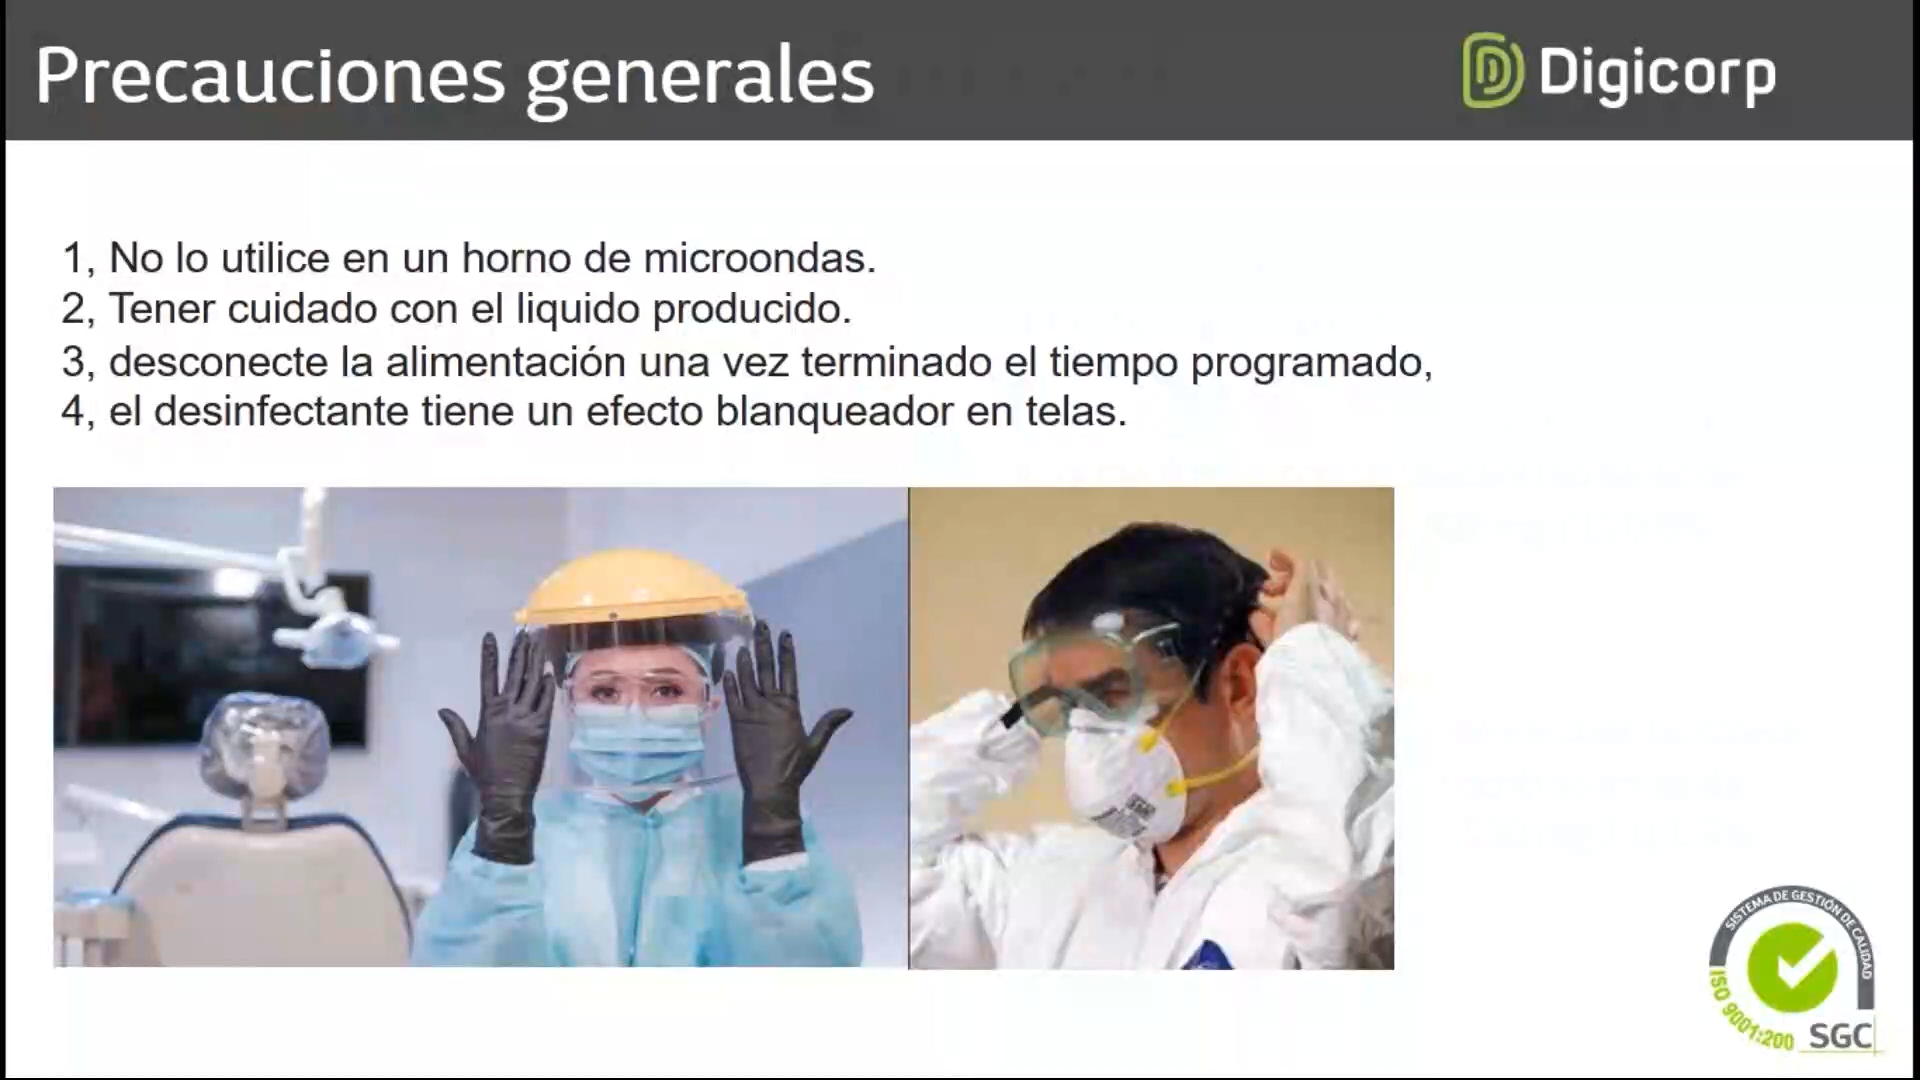 Precauciones generales
Digicorp
1, No lo utilice en un horno de microondas.
2, Tener cuidado con el liquido producido.
3, desconecte la alimentación una vez terminado el tiempo programado,
4, el desinfectante tiene un efecto blanqueador en telas.
SISTEMA DE GESTIÓN DE CALIDAD
ISO 9001:200
SGC